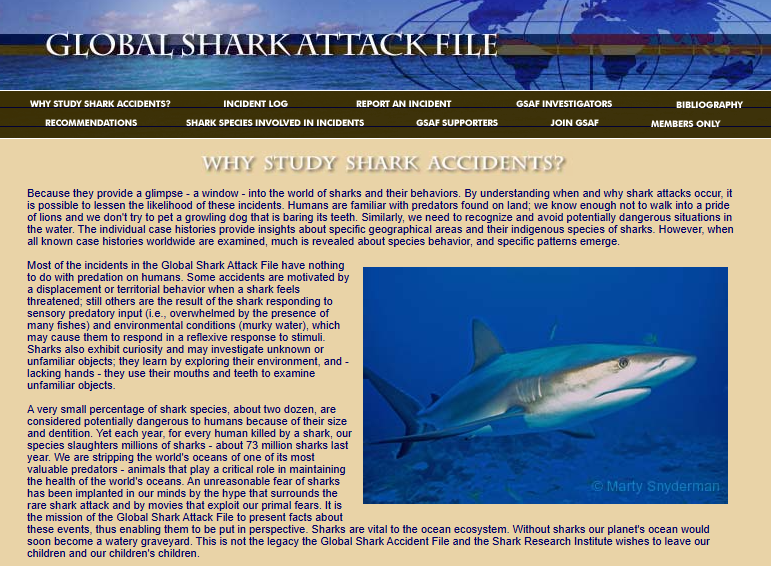 GLOBAL SHARK ATTACK FILE
WHY STUDY SHARK ACCIDENTS? INCIDENT LOG REPORT AN INCIDENT GSAF INVESTIGATORS BIBLIOGRAPHY
RECOMMENDATIONS SHARK SPECIES INVOLVED IN INCIDENTS GSAF SUPPORTERS JOIN GSAF MEMBERS ONLY
WHY STUDY SHARK ACCIDENTS?
Because they provide a glimpse - a window - into the world of sharks and their behaviors. By understanding when and why shark attacks occur, it
is possible to lessen the likelihood of these incidents. Humans are familiar with predators found on land; we know enough not to walk into a pride
of lions and we don't try to pet a growling dog that is baring its teeth. Similarly, we need to recognize and avoid potentially dangerous situations in
the water. The individual case histories provide insights about specific geographical areas and their indigenous species of sharks. However, when
all known case histories worldwide are examined, much is revealed about species behavior, and specific patterns emerge.
Most of the incidents in the Global Shark Attack File have nothing
to do with predation on humans. Some accidents are motivated by
a displacement or territorial behavior when a shark feels
threatened; still others are the result of the shark responding to
sensory predatory input (i.e., overwhelmed by the presence of
many fishes) and environmental conditions (murky water), which
may cause them to respond in a reflexive response to stimuli.
Sharks also exhibit curiosity and may investigate unknown or
unfamiliar objects; they learn by exploring their environment, and -
lacking hands - they use their mouths and teeth to examine
unfamiliar objects.
A very small percentage of shark species, about two dozen, are
considered potentially dangerous to humans because of their size
and dentition. Yet each year, for every human killed by a shark, our
species slaughters millions of sharks - about 73 million sharks last
year. We are stripping the world's oceans of one of its most
valuable predators - animals that play a critical role in maintaining
the health of the world's oceans. An unreasonable fear of sharks
has been implanted in our minds by the hype that surrounds the
rare shark attack and by movies that exploit our primal fears. It is
the mission of the Global Shark Attack File to present facts about
these events, thus enabling them to be put in perspective. Sharks are vital to the ocean ecosystem. Without sharks our planet's ocean would
soon become a watery graveyard. This is not the legacy the Global Shark Accident File and the Shark Research Institute wishes to leave our
children and our children's children.
© Marty Snyderman